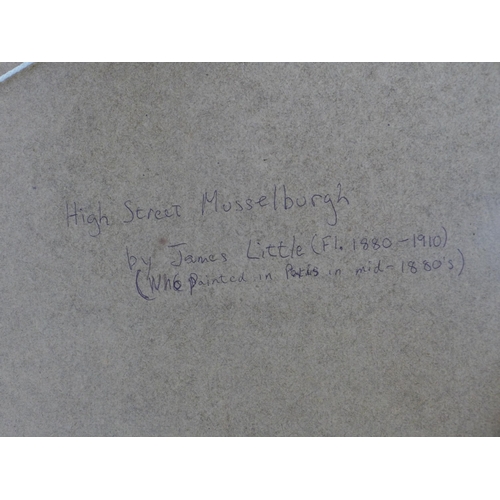 High Street Musselburgh
by James Little (Fl. 1880-1910)
(Who painted in Paris in mid-1880's)